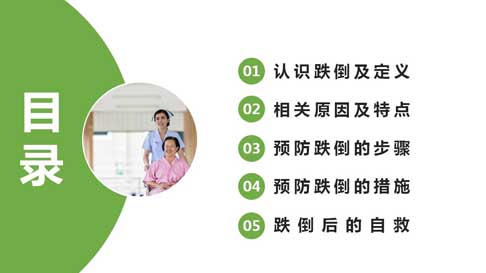 目录
01 认识跌倒及定义
02 相关原因及特点
03 预防跌倒的步骤
04 预防跌倒的措施
05 跌倒后的自救